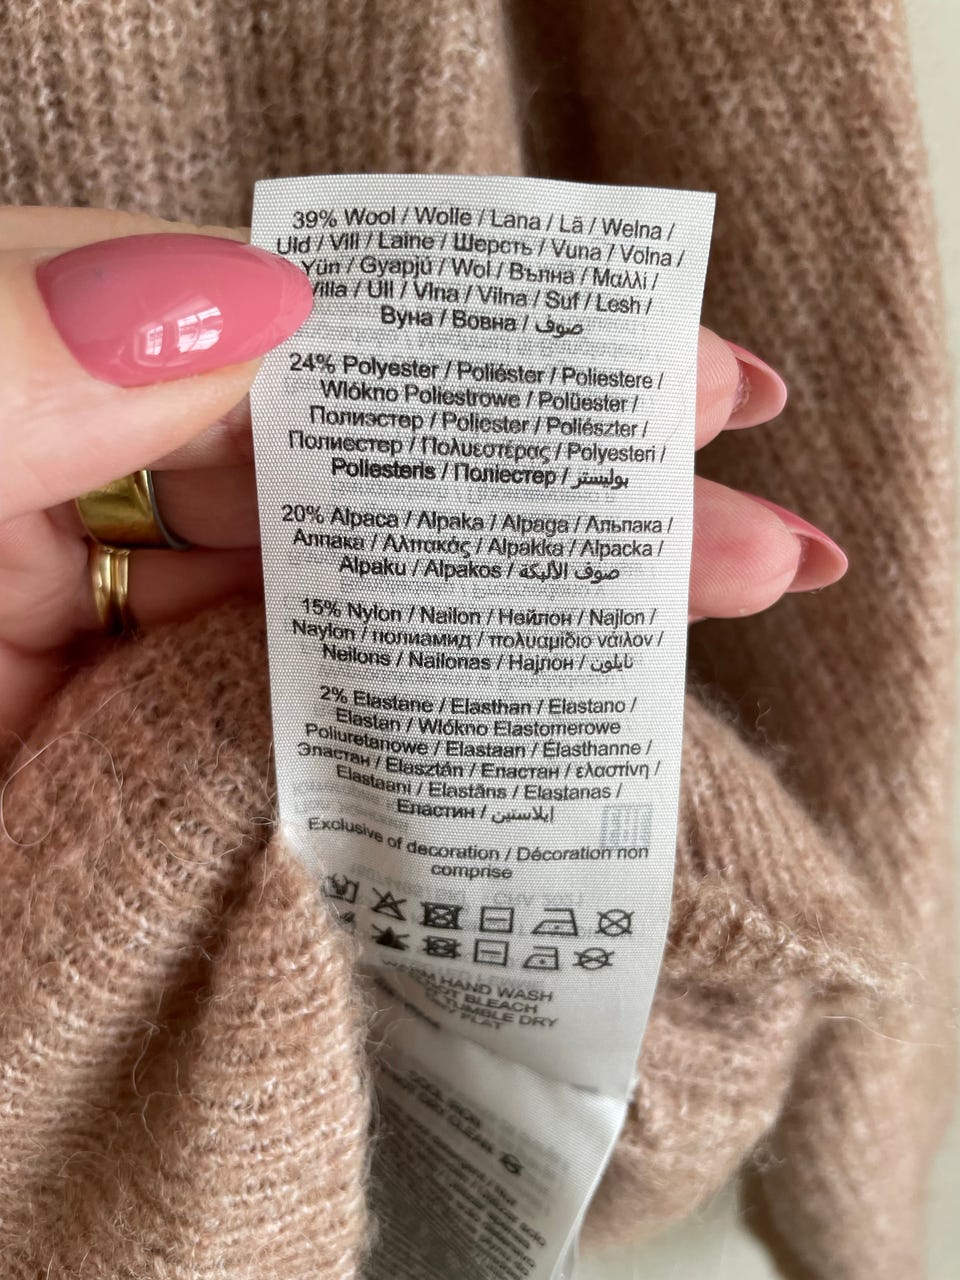 39% Wool / Wolle / Lana / Lã / Wełna /
Uld / Vill / Laine / Шерсть / Vuna / Volna /
Yün / Gyapjú / Wol / Вълна / Μαλλί /
Villa / Ull / Vlna / Vilna / Suf / Lesh /
Вуна / Вовна / صوف
24% Polyester / Poliéster / Poliestere /
Włókno Poliestrowe / Polüester /
Полиэстер / Poliester / Poliészter /
Полиестер / Πολυεστέρας / Polyesteri /
Poliesteris / Поліестер / بوليستر
20% Alpaca / Alpaka / Alpaga / Альпака /
Алпака / Αλπακάς / Alpakka / Alpacka /
Alpaku / Alpakos / صوف الألبكة
15% Nylon / Nailon / Нейлон / Najlon /
Naylon / полиамид / πολυαμίδιο νάιλον /
Neilons / Nailonas / Најлон / نايلون
2% Elastane / Elasthan / Elastano /
Elastan / Włókno Elastomerowe
Poliuretanowe / Elastaan / Élasthanne /
Эластан / Elasztán / Еластан / ελαστίνη /
Elastaani / Elastāns / Elastanas /
Еластин / إيلاستين
Exclusive of decoration / Décoration non
comprise
HAND WASH
BLEACH
TUMBLE DRY
FLAT